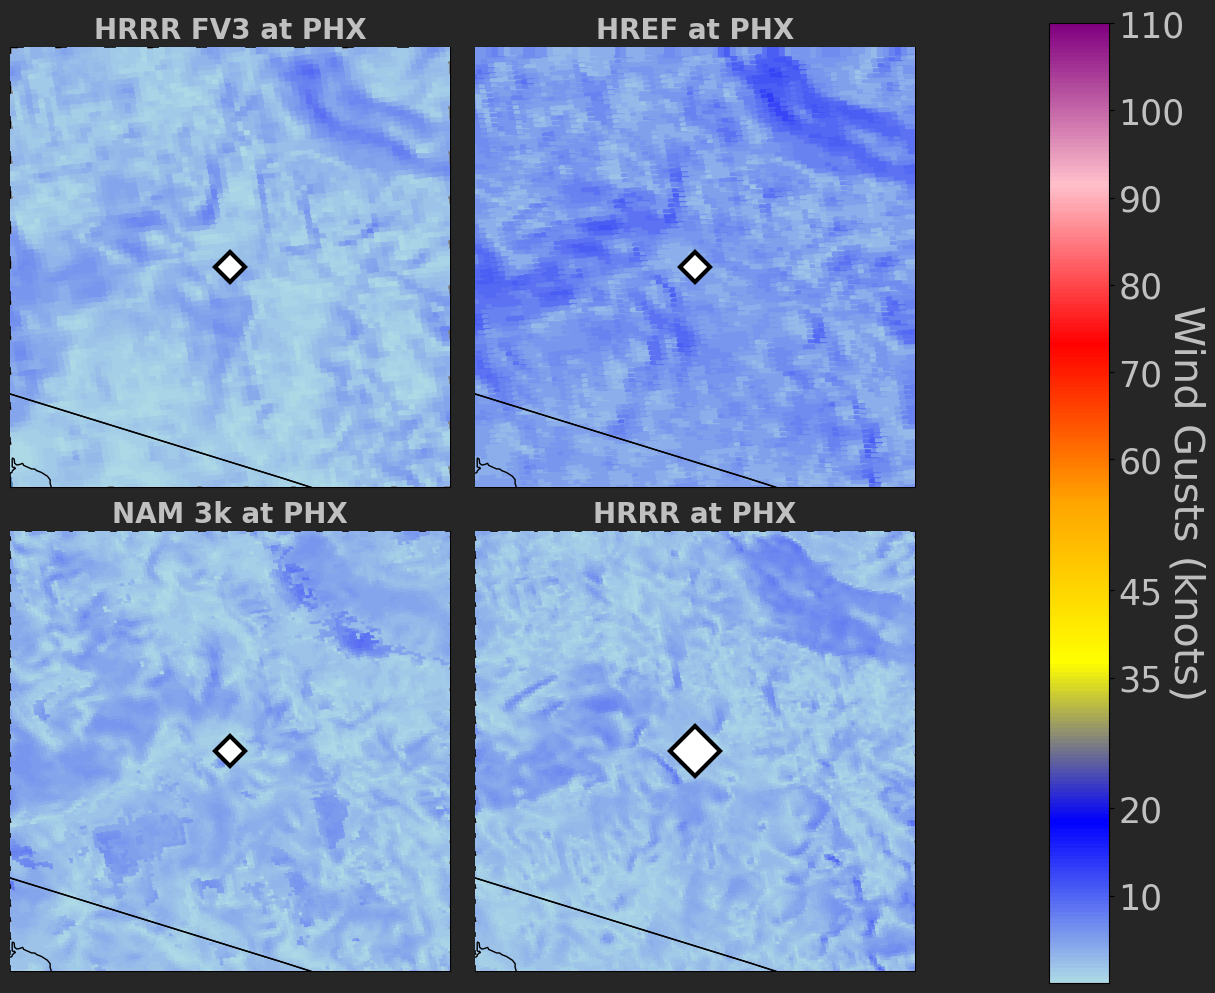 HRRR FV3 at PHX
HREF at PHX
NAM 3k at PHX
HRRR at PHX
110
100
90
80
70
60
45
35
20
10
Wind Gusts (knots)